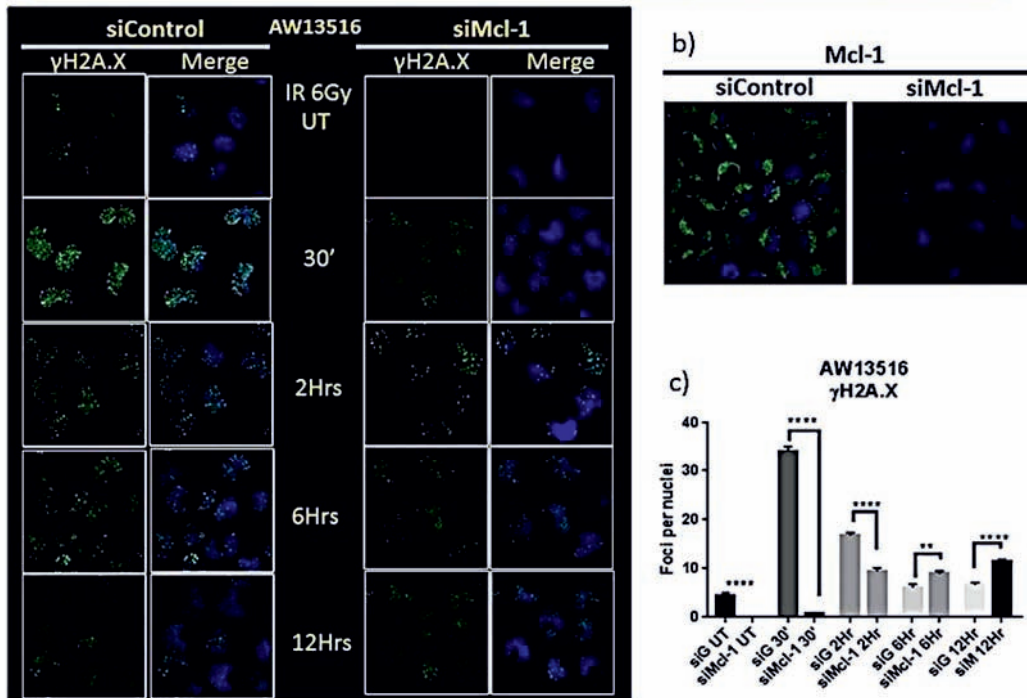 siControl AW13516 siMcl-1
γH2A.X Merge γH2A.X Merge
IR 6Gy
UT
30'
2Hrs
6Hrs
12Hrs
b)
Mcl-1
siControl siMcl-1
c)
AW13516
γH2A.X
Foci per nuclei
40
30
20
10
0
**** **** **** ** ****
siG UT
siMcl-1 UT
siG 30'
siMcl-1 30'
siG 2Hr
siMcl-1 2Hr
siG 6Hr
siMcl-1 6Hr
siG 12Hr
siM 12Hr